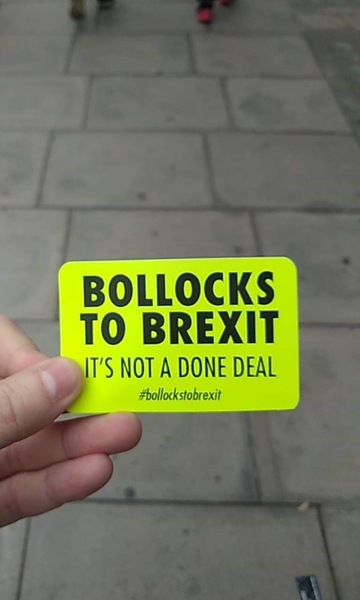 BOLLOCKS
TO BREXIT
IT'S NOT A DONE DEAL
#bollockstobrexit